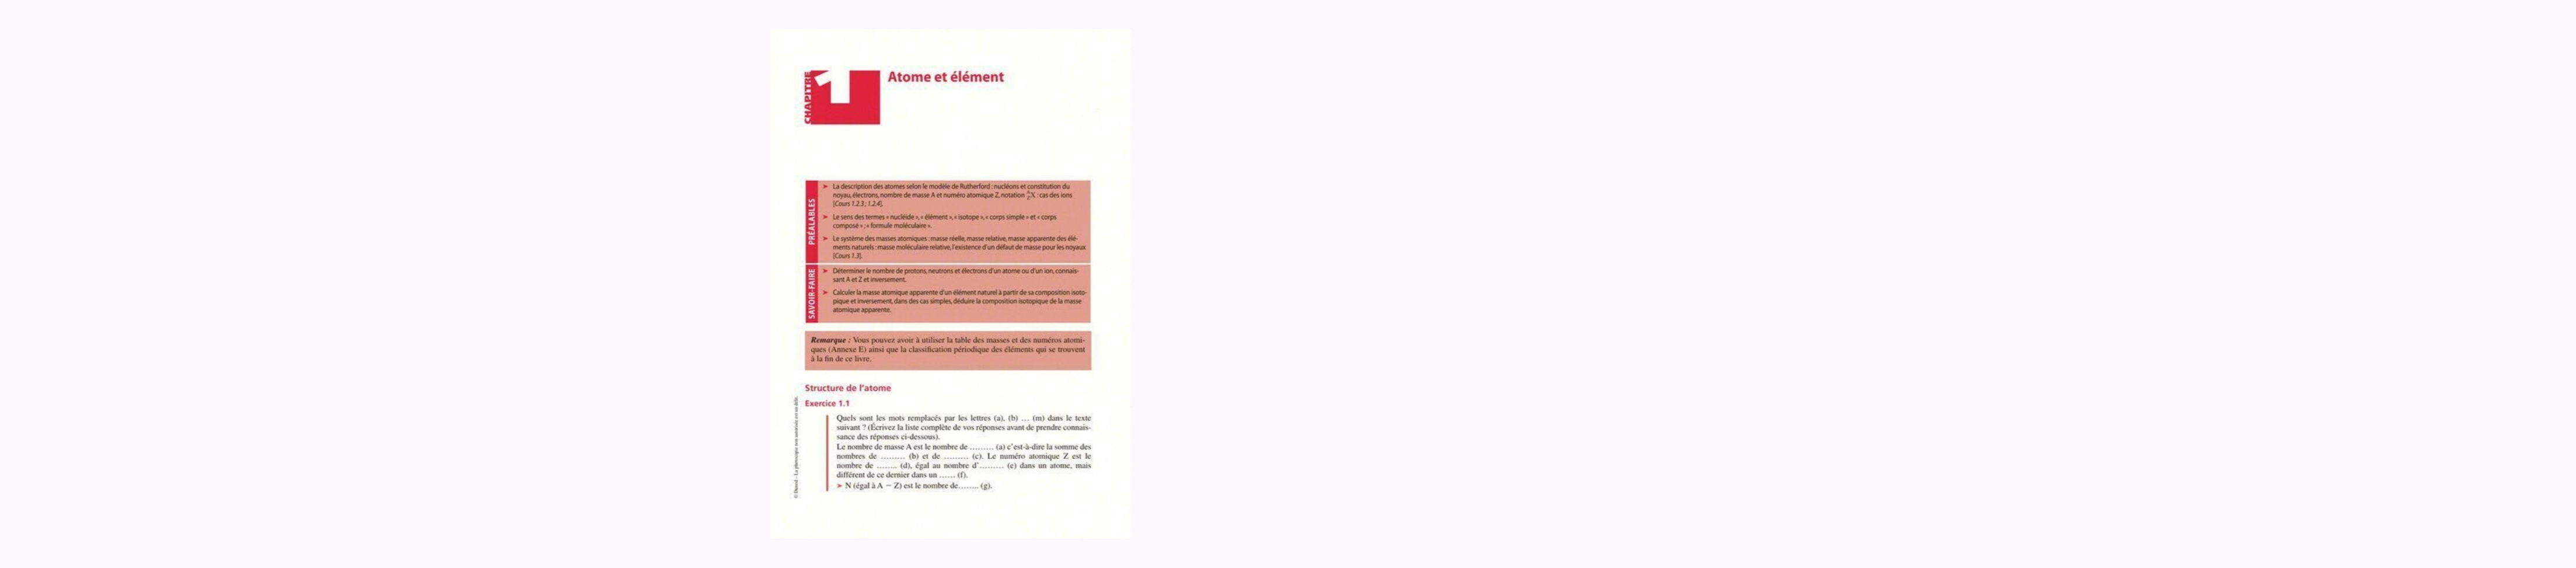 CHAPITRE
1
Atome et élément
PRÉALABLES
➤ La description des atomes selon le modèle de Rutherford : nucléons et constitution du
noyau, électrons, nombre de masse A et numéro atomique Z, notation ᴬ_Z X : cas des ions
[Cours 1.2.3 ; 1.2.4].
➤ Le sens des termes « nucléide », « élément », « isotope », « corps simple » et « corps
composé » ; « formule moléculaire ».
➤ Le système des masses atomiques : masse réelle, masse relative, masse apparente des élé-
ments naturels : masse moléculaire relative, l'existence d'un défaut de masse pour les noyaux
[Cours 1.3].
SAVOIR-FAIRE
➤ Déterminer le nombre de protons, neutrons et électrons d'un atome ou d'un ion, connais-
sant A et Z et inversement.
➤ Calculer la masse atomique apparente d'un élément naturel à partir de sa composition isoto-
pique et inversement, dans des cas simples, déduire la composition isotopique de la masse
atomique apparente.
Remarque : Vous pouvez avoir à utiliser la table des masses et des numéros atomi-
ques (Annexe E) ainsi que la classification périodique des éléments qui se trouvent
à la fin de ce livre.
Structure de l'atome
Exercice 1.1
Quels sont les mots remplacés par les lettres (a), (b) ... (m) dans le texte
suivant ? (Écrivez la liste complète de vos réponses avant de prendre connais-
sance des réponses ci-dessous).
Le nombre de masse A est le nombre de ......... (a) c'est-à-dire la somme des
nombres de ......... (b) et de ......... (c). Le numéro atomique Z est le
nombre de ....... (d), égal au nombre d'......... (e) dans un atome, mais
différent de ce dernier dans un ...... (f).
➤ N (égal à A − Z) est le nombre de........ (g).
© Dunod – La photocopie non autorisée est un délit.